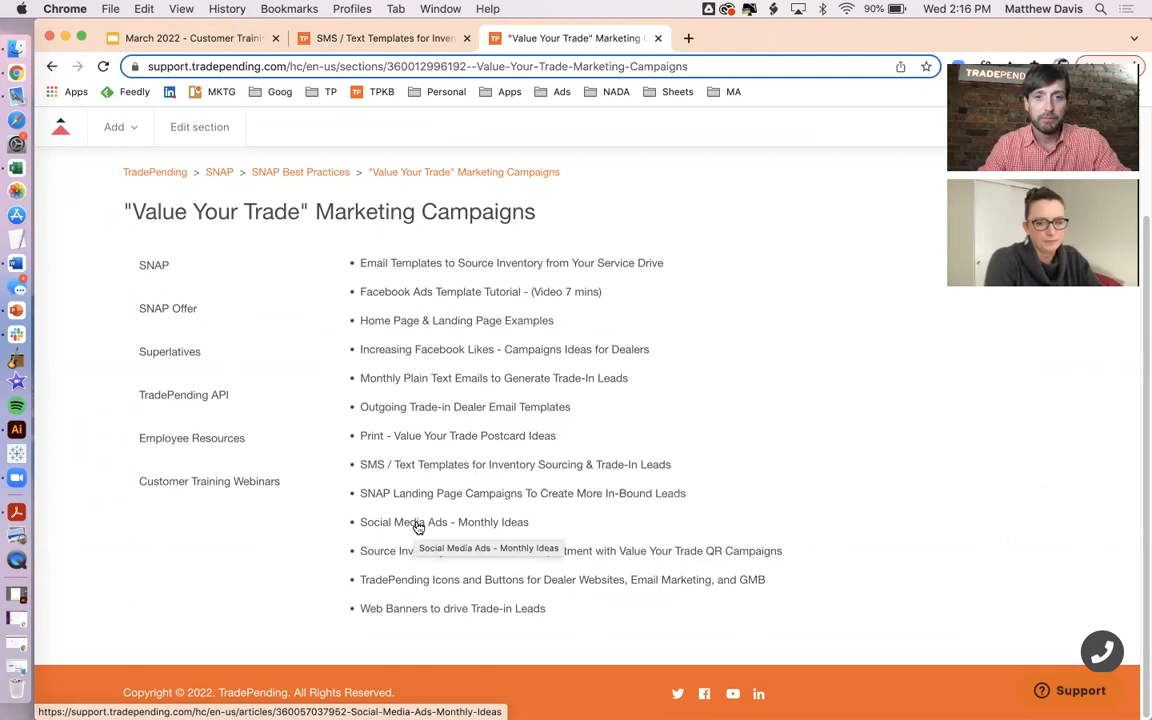 Chrome File Edit View History Bookmarks Profiles Tab Window Help
90% Wed 2:16 PM Matthew Davis
March 2022 - Customer Traini
SMS / Text Templates for Inven
"Value Your Trade" Marketing
support.tradepending.com/hc/en-us/sections/360012996192--Value-Your-Trade-Marketing-Campaigns
Apps Feedly MKTG Goog TP TPKB Personal Apps Ads NADA Sheets MA
TRADEPEND
Add Edit section
TradePending > SNAP > SNAP Best Practices > "Value Your Trade" Marketing Campaigns
"Value Your Trade" Marketing Campaigns
SNAP
SNAP Offer
Superlatives
TradePending API
Employee Resources
Customer Training Webinars
• Email Templates to Source Inventory from Your Service Drive
• Facebook Ads Template Tutorial - (Video 7 mins)
• Home Page & Landing Page Examples
• Increasing Facebook Likes - Campaigns Ideas for Dealers
• Monthly Plain Text Emails to Generate Trade-In Leads
• Outgoing Trade-in Dealer Email Templates
• Print - Value Your Trade Postcard Ideas
• SMS / Text Templates for Inventory Sourcing & Trade-In Leads
• SNAP Landing Page Campaigns To Create More In-Bound Leads
• Social Media Ads - Monthly Ideas
Social Media Ads - Monthly Ideas
• Source Inv tment with Value Your Trade QR Campaigns
• TradePending Icons and Buttons for Dealer Websites, Email Marketing, and GMB
• Web Banners to drive Trade-in Leads
Copyright © 2022. TradePending. All Rights Reserved.
Support
https://support.tradepending.com/hc/en-us/articles/360057037952-Social-Media-Ads-Monthly-Ideas